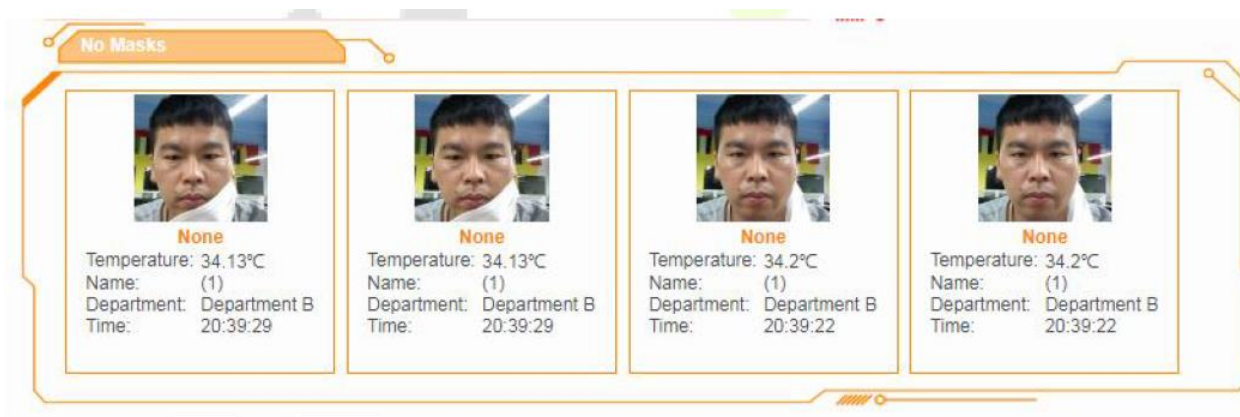 No Masks
None
Temperature: 34.13℃
Name: (1)
Department: Department B
Time: 20:39:29
None
Temperature: 34.13℃
Name: (1)
Department: Department B
Time: 20:39:29
None
Temperature: 34.2℃
Name: (1)
Department: Department B
Time: 20:39:22
None
Temperature: 34.2℃
Name: (1)
Department: Department B
Time: 20:39:22